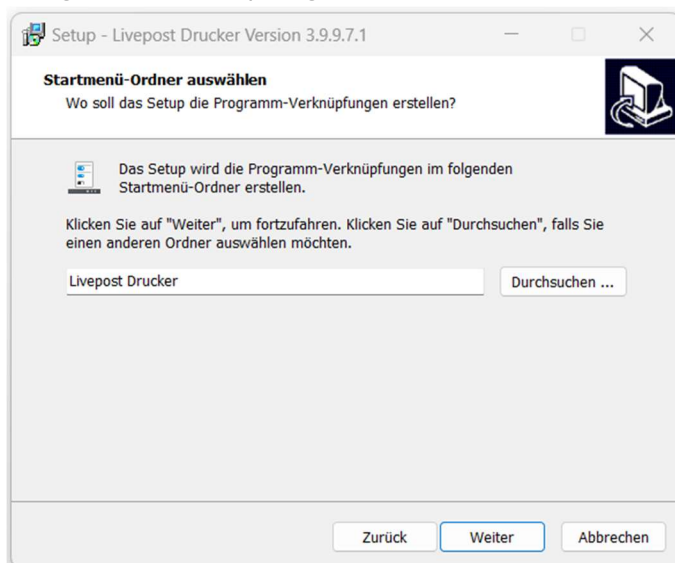 Setup - Livepost Drucker Version 3.9.9.7.1
Startmenü-Ordner auswählen
Wo soll das Setup die Programm-Verknüpfungen erstellen?
Das Setup wird die Programm-Verknüpfungen im folgenden
Startmenü-Ordner erstellen.
Klicken Sie auf "Weiter", um fortzufahren. Klicken Sie auf "Durchsuchen", falls Sie
einen anderen Ordner auswählen möchten.
Livepost Drucker
Durchsuchen ...
Zurück
Weiter
Abbrechen